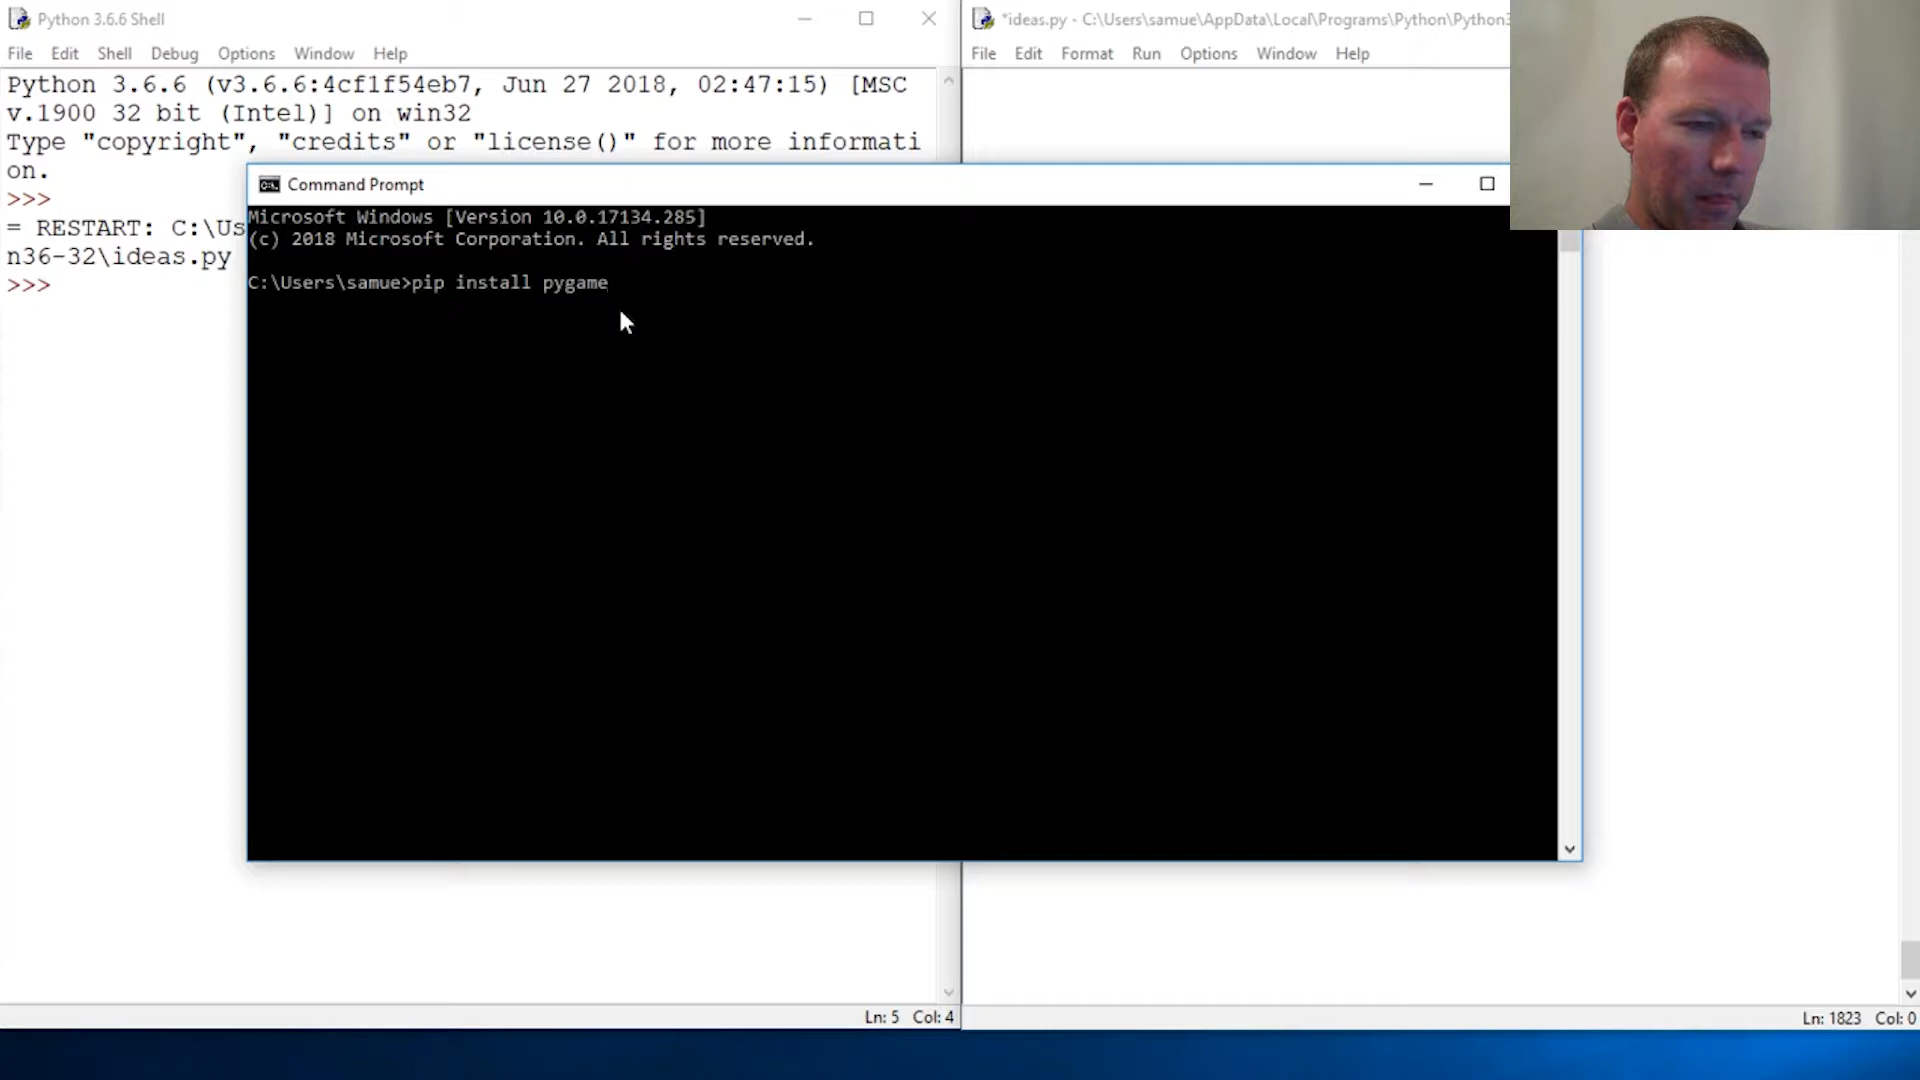 Python 3.6.6 Shell
File Edit Shell Debug Options Window Help
Python 3.6.6 (v3.6.6:4cf1f54eb7, Jun 27 2018, 02:47:15) [MSC
v.1900 32 bit (Intel)] on win32
Type "copyright", "credits" or "license()" for more informati
on.
>>>
= RESTART: C:\Us
n36-32\ideas.py
>>>
Ln: 5 Col: 4
*ideas.py - C:\Users\samue\AppData\Local\Programs\Python\Python3
File Edit Format Run Options Window Help
Ln: 1823 Col: 0
Command Prompt
Microsoft Windows [Version 10.0.17134.285]
(c) 2018 Microsoft Corporation. All rights reserved.
C:\Users\samue>pip install pygame